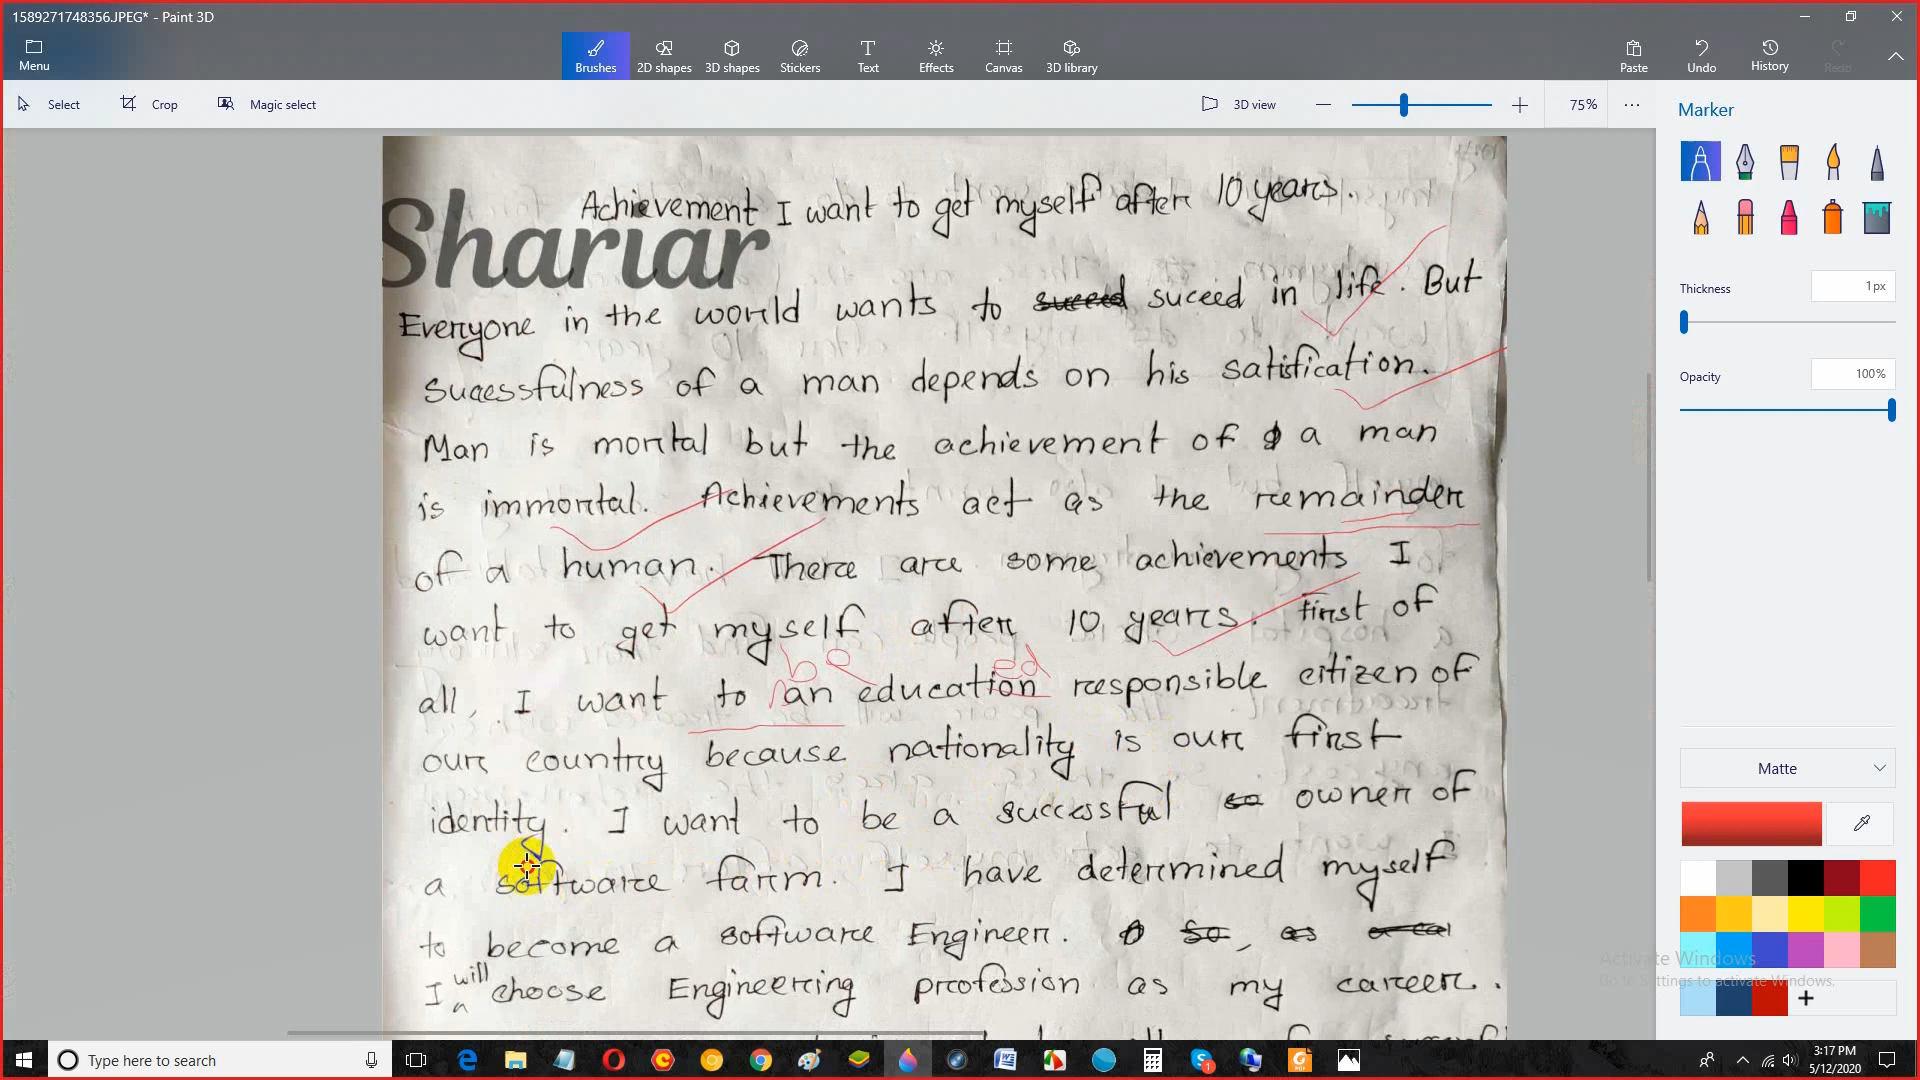 1589271748356.JPEG* - Paint 3D
Menu
Brushes 2D shapes 3D shapes Stickers Text Effects Canvas 3D library
Paste Undo History Redo
Select Crop Magic select 3D view 75%
Marker
Thickness 1px
Opacity 100%
Matte
Achievement I want to get myself after 10 years.
Shariar
Everyone in the world wants to suceed suceed in life. But
sucessfulness of a man depends on his satisfication.
Man is mortal but the achievement of a man
is immortal. Achievements act as the remainder
of a human. There are some achievements I
want to get myself after 10 years. First of
be ed
all, I want to an education responsible citizen of
our country because nationality is our first
identity. I want to be a successful so owner of
a software farm. I have determined myself
to become a software Engineer. So, as
I will choose Engineering profession as my career.
Activate Windows
Go to Settings to activate Windows.
Type here to search
1
3:17 PM
5/12/2020